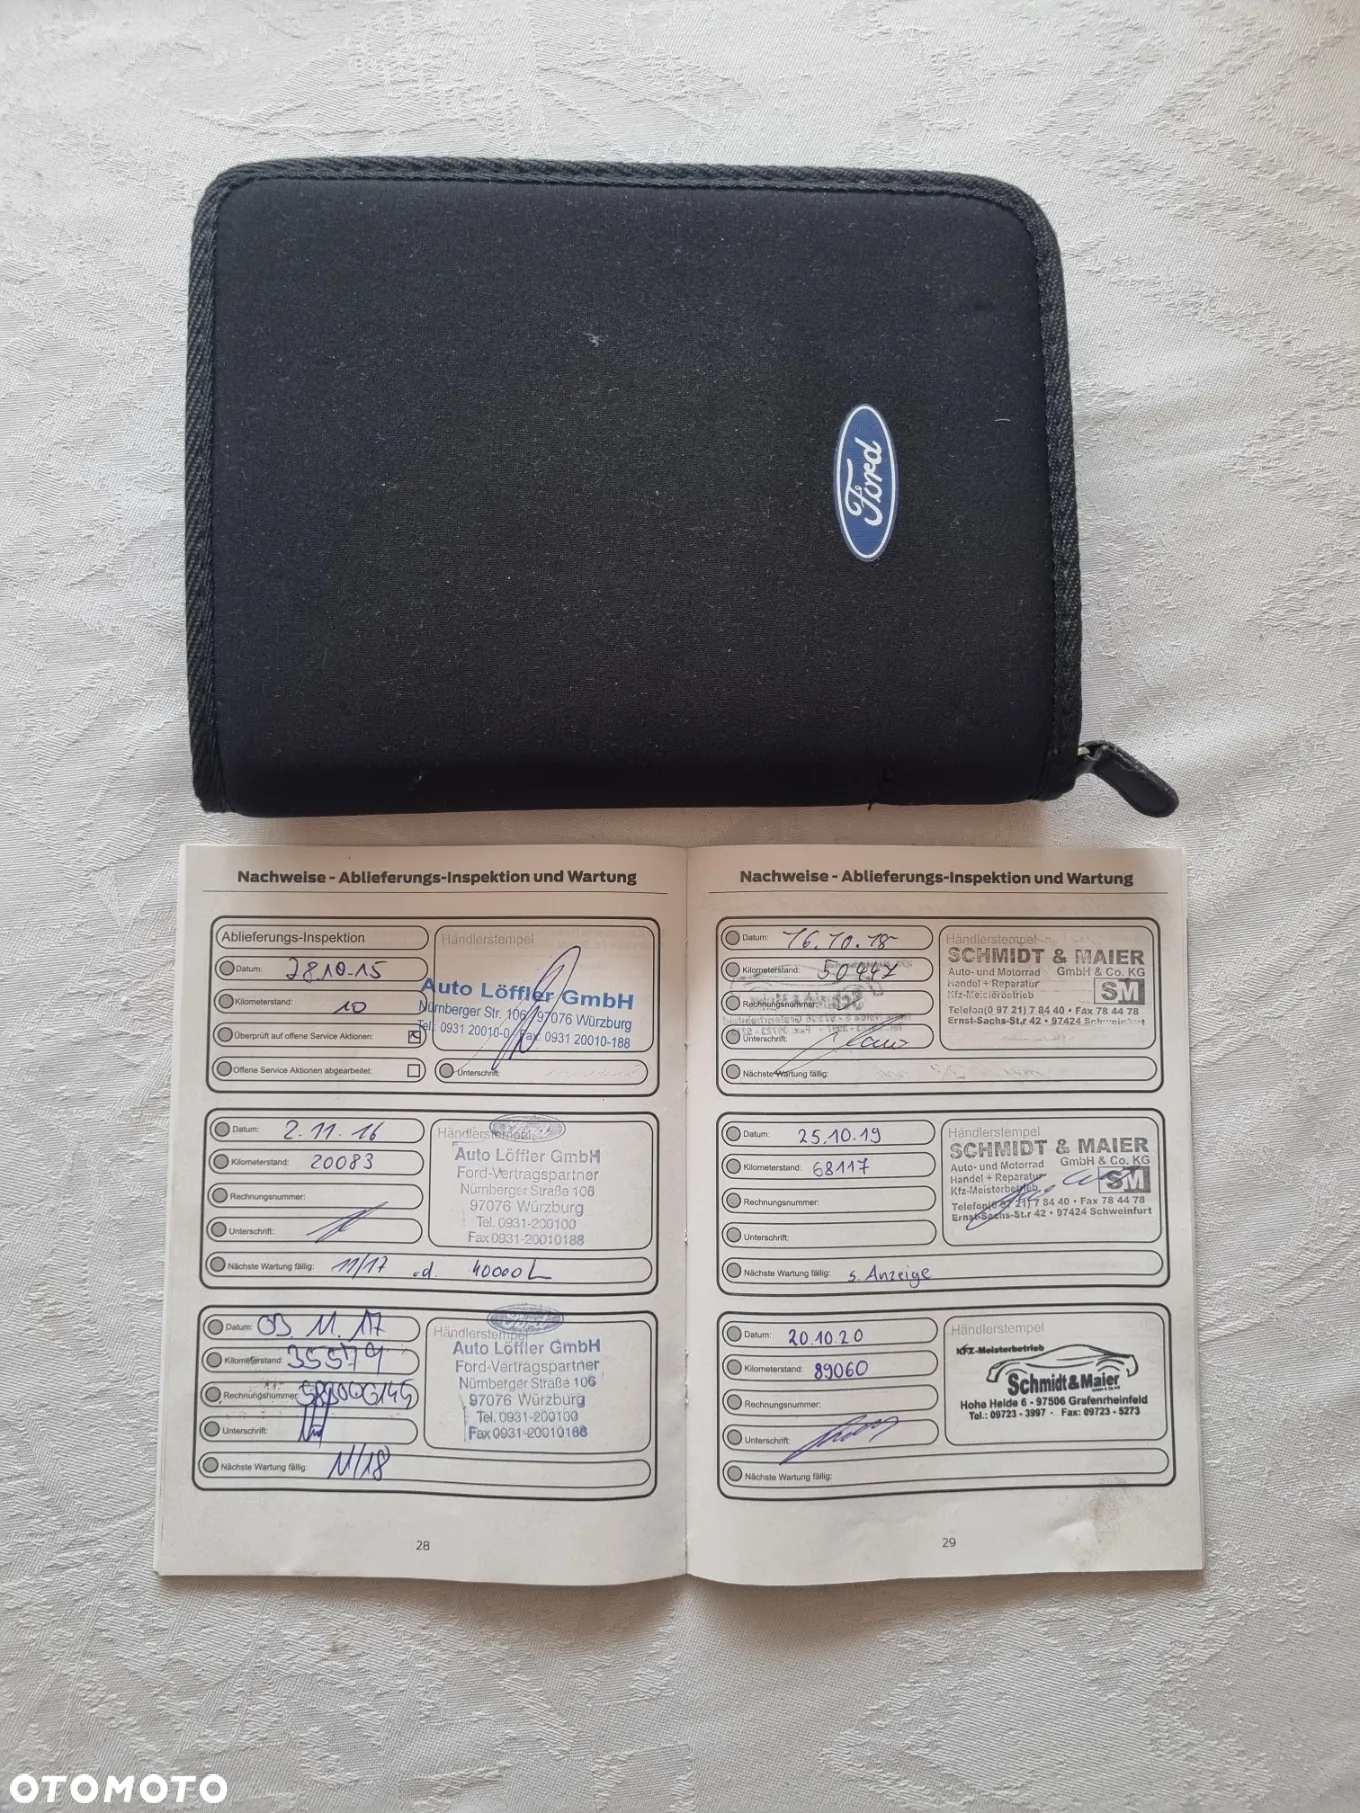 Ford
Nachweise - Ablieferungs-Inspektion und Wartung
Ablieferungs-Inspektion
Händlerstempel
Datum: 28.10.15
Kilometerstand: 10
Überprüft auf offene Service Aktionen:
Offene Service Aktionen abgearbeitet:
Auto Löffler GmbH
Nürnberger Str. 106 97076 Würzburg
Tel.: 0931 20010-0 Fax: 0931 20010-188
Unterschrift:
Datum: 2.11.16
Kilometerstand: 20083
Rechnungsnummer:
Unterschrift:
Nächste Wartung fällig: 11/17 .d. 40000
Händlerstempel
Ford
Auto Löffler GmbH
Ford-Vertragspartner
Nürnberger Straße 106
97076 Würzburg
Tel. 0931-200100
Fax 0931-20010188
Datum: 03.11.17
Kilometerstand: 35579
Rechnungsnummer:
Unterschrift:
Nächste Wartung fällig: 11/18
Händlerstempel
Ford
Auto Löffler GmbH
Ford-Vertragspartner
Nürnberger Straße 106
97076 Würzburg
Tel. 0931-200100
Fax 0931-20010188
28
Nachweise - Ablieferungs-Inspektion und Wartung
Datum: 16.10.18
Kilometerstand: 50447
Rechnungsnummer:
Unterschrift:
Nächste Wartung fällig:
Händlerstempel
SCHMIDT & MAIER
Auto- und Motorrad GmbH & Co. KG
Handel + Reparatur
Kfz-Meisterbetrieb SM
Telefon (0 97 21) 7 84 40 • Fax 78 44 78
Ernst-Sachs-Str. 42 • 97424 Schweinfurt
Datum: 25.10.19
Kilometerstand: 68117
Rechnungsnummer:
Unterschrift:
Nächste Wartung fällig: s. Anzeige
Händlerstempel
SCHMIDT & MAIER
Auto- und Motorrad GmbH & Co. KG
Handel + Reparatur
Kfz-Meisterbetrieb SM
Telefon (0 97 21) 7 84 40 • Fax 78 44 78
Ernst-Sachs-Str. 42 • 97424 Schweinfurt
Datum: 20.10.20
Kilometerstand: 89060
Rechnungsnummer:
Unterschrift:
Nächste Wartung fällig:
Händlerstempel
KFZ-Meisterbetrieb
Schmidt & Maier
Hohe Heide 6 - 97506 Grafenrheinfeld
Tel.: 09723 - 3997 - Fax: 09723 - 5273
29
OTOMOTO